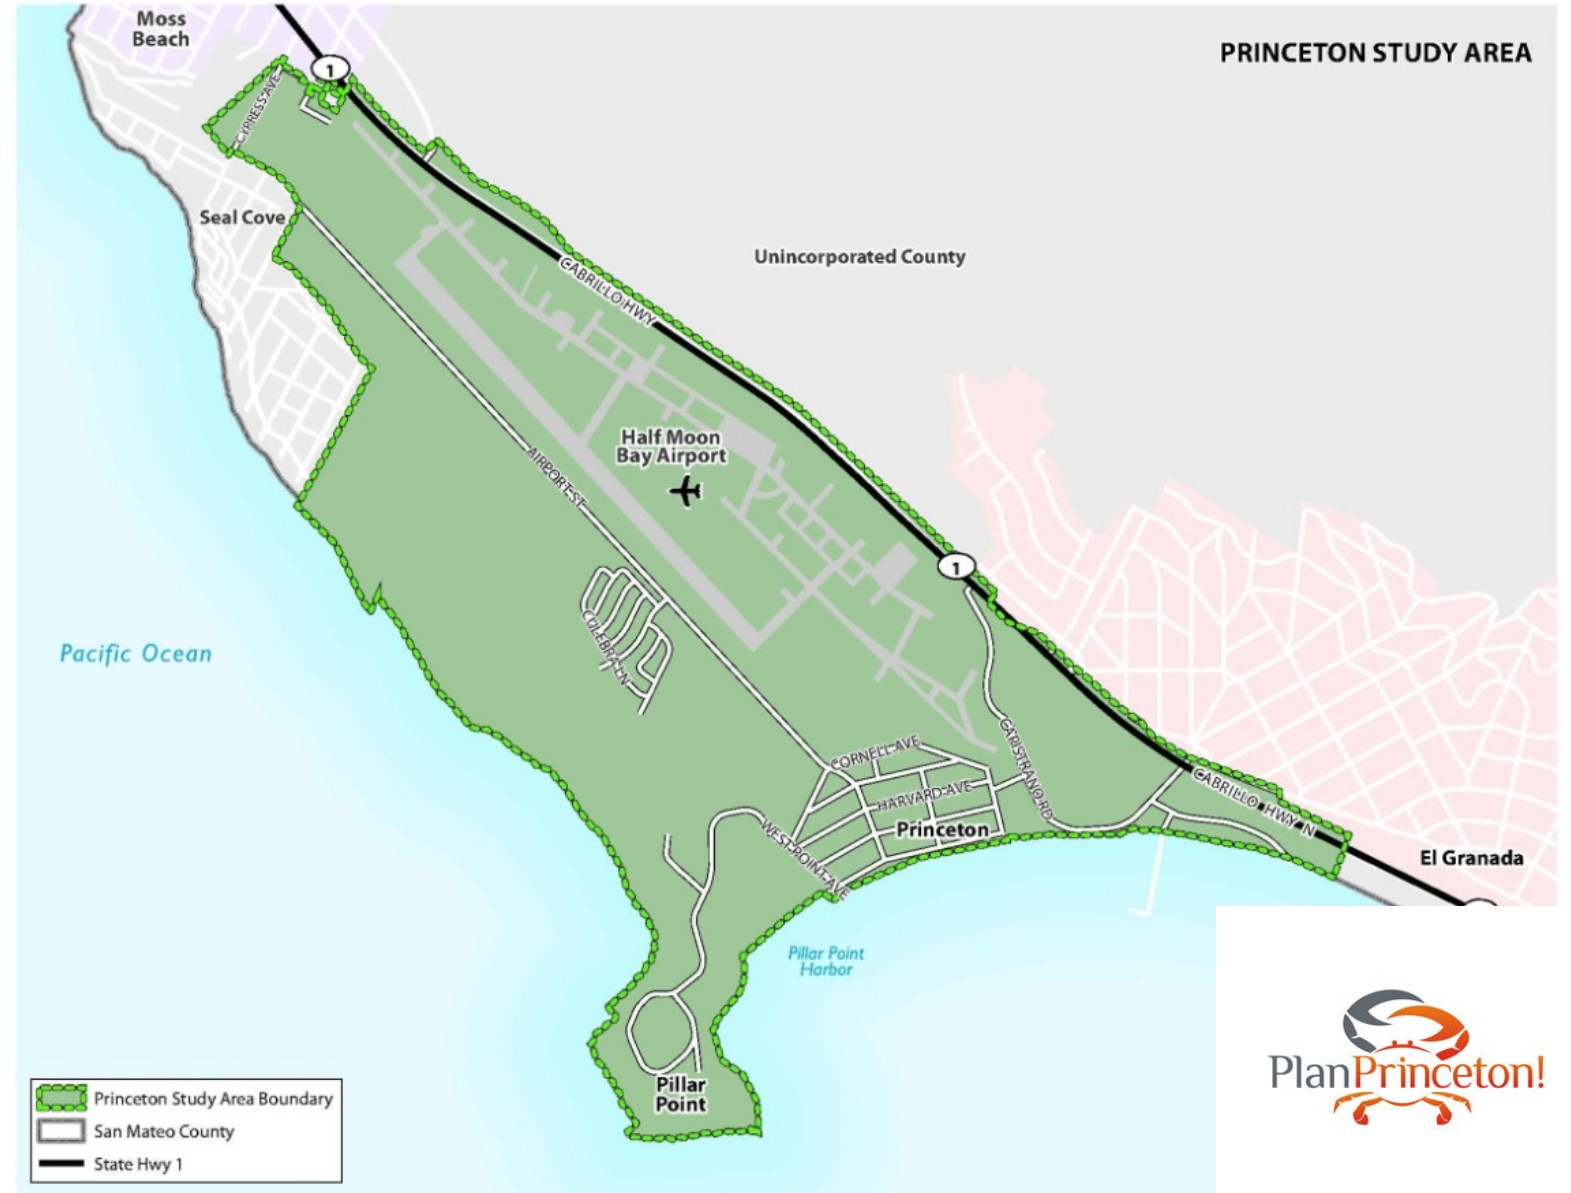 Moss
Beach
1
PRINCETON STUDY AREA
CYPRESS AVE
Seal Cove
Unincorporated County
CABRILLO HWY
Half Moon
Bay Airport
AIRPORT ST
1
CULEBRA LN
Pacific Ocean
CORNELL AVE
CAPISTRANO RD
HARVARD AVE
Princeton
CABRILLO HWY N
WEST POINT AVE
El Granada
Pillar Point
Harbor
Pillar
Point
PlanPrinceton!
Princeton Study Area Boundary
San Mateo County
State Hwy 1